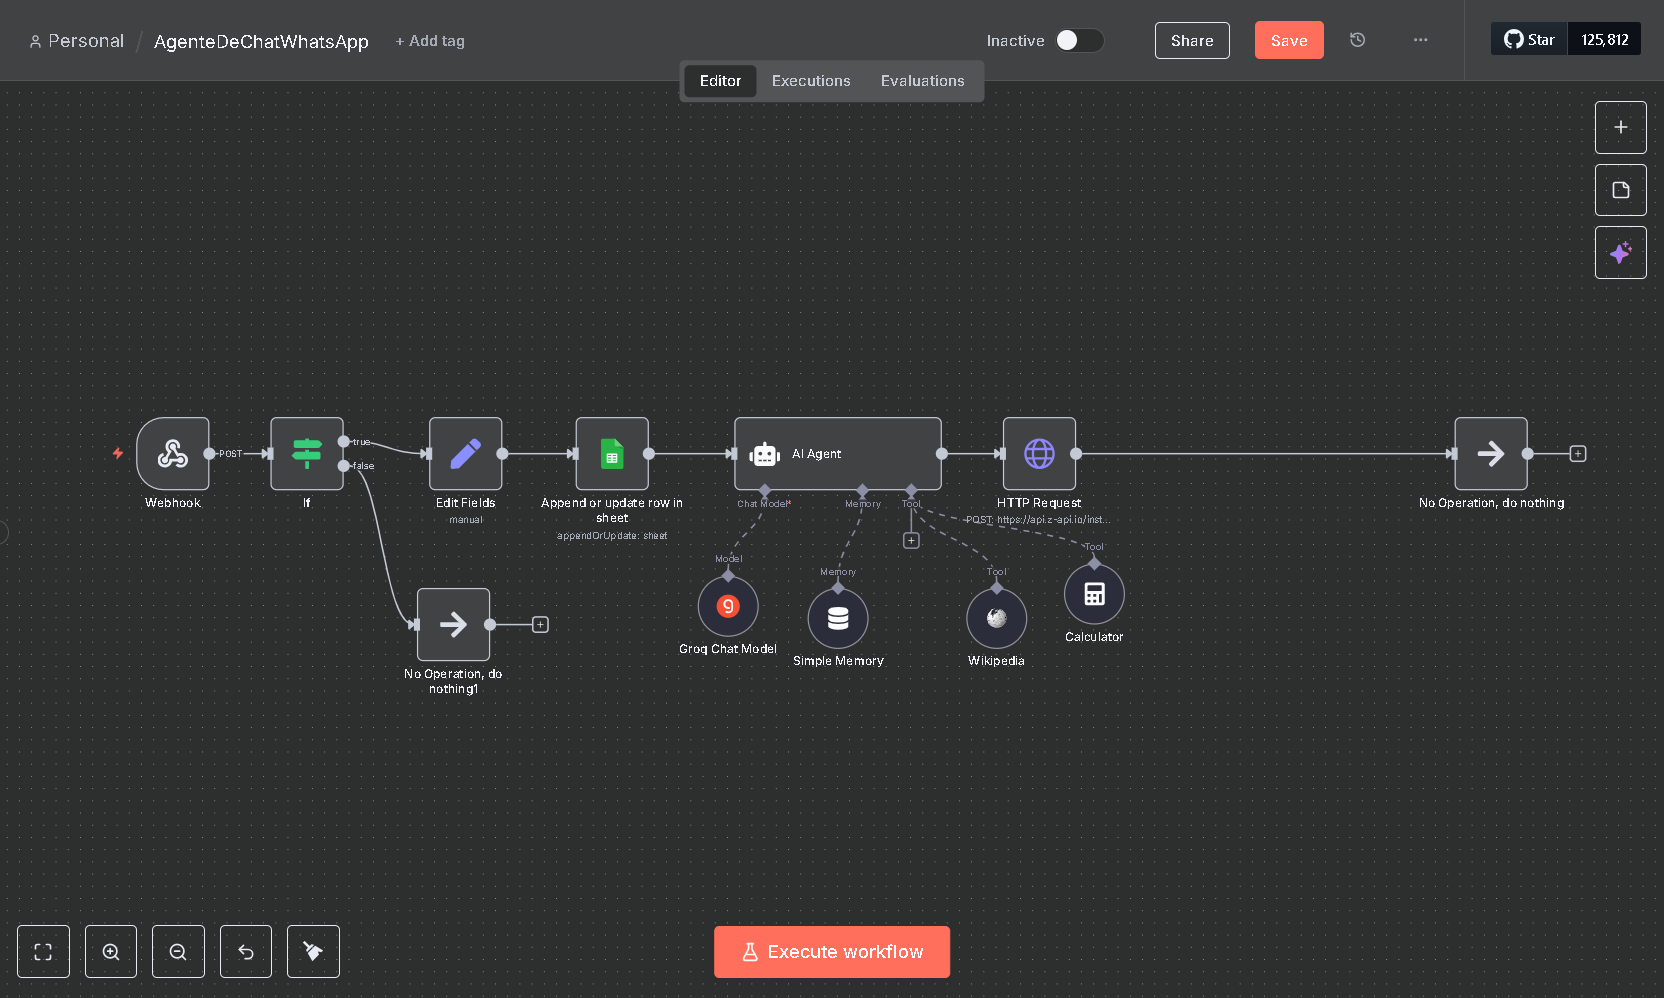 Personal / AgenteDeChatWhatsApp + Add tag
Inactive
Share
Save
Star 125,812
Editor Executions Evaluations
POST
true
false
Webhook
If
Edit Fields
manual
Append or update row in
sheet
appendOrUpdate: sheet
AI Agent
Chat Model*
Memory
Tool
HTTP Request
POST: https://api.z-api.io/inst...
No Operation, do nothing
Model
Memory
Tool
Tool
Groq Chat Model
Simple Memory
Wikipedia
Calculator
No Operation, do
nothing1
Execute workflow